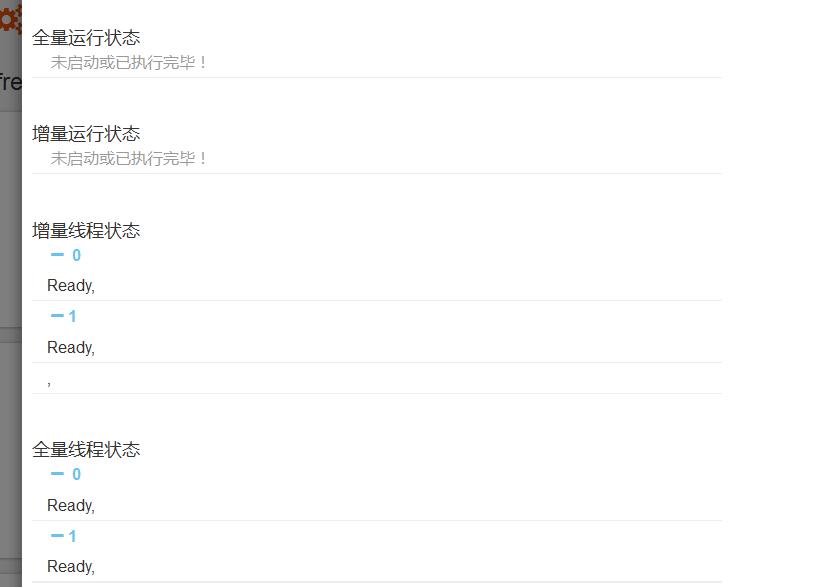 fre
全量运行状态
未启动或已执行完毕！
增量运行状态
未启动或已执行完毕！
增量线程状态
0
Ready,
1
Ready,
,
全量线程状态
0
Ready,
1
Ready,